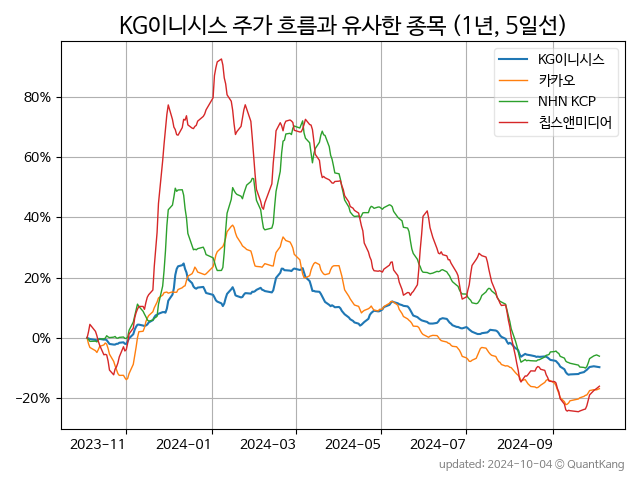 KG이니시스 주가 흐름과 유사한 종목 (1년, 5일선)
KG이니시스
카카오
NHN KCP
칩스앤미디어
80%
60%
40%
20%
0%
−20%
2023−11
2024−01
2024−03
2024−05
2024−07
2024−09
updated: 2024-10-04 © QuantKang